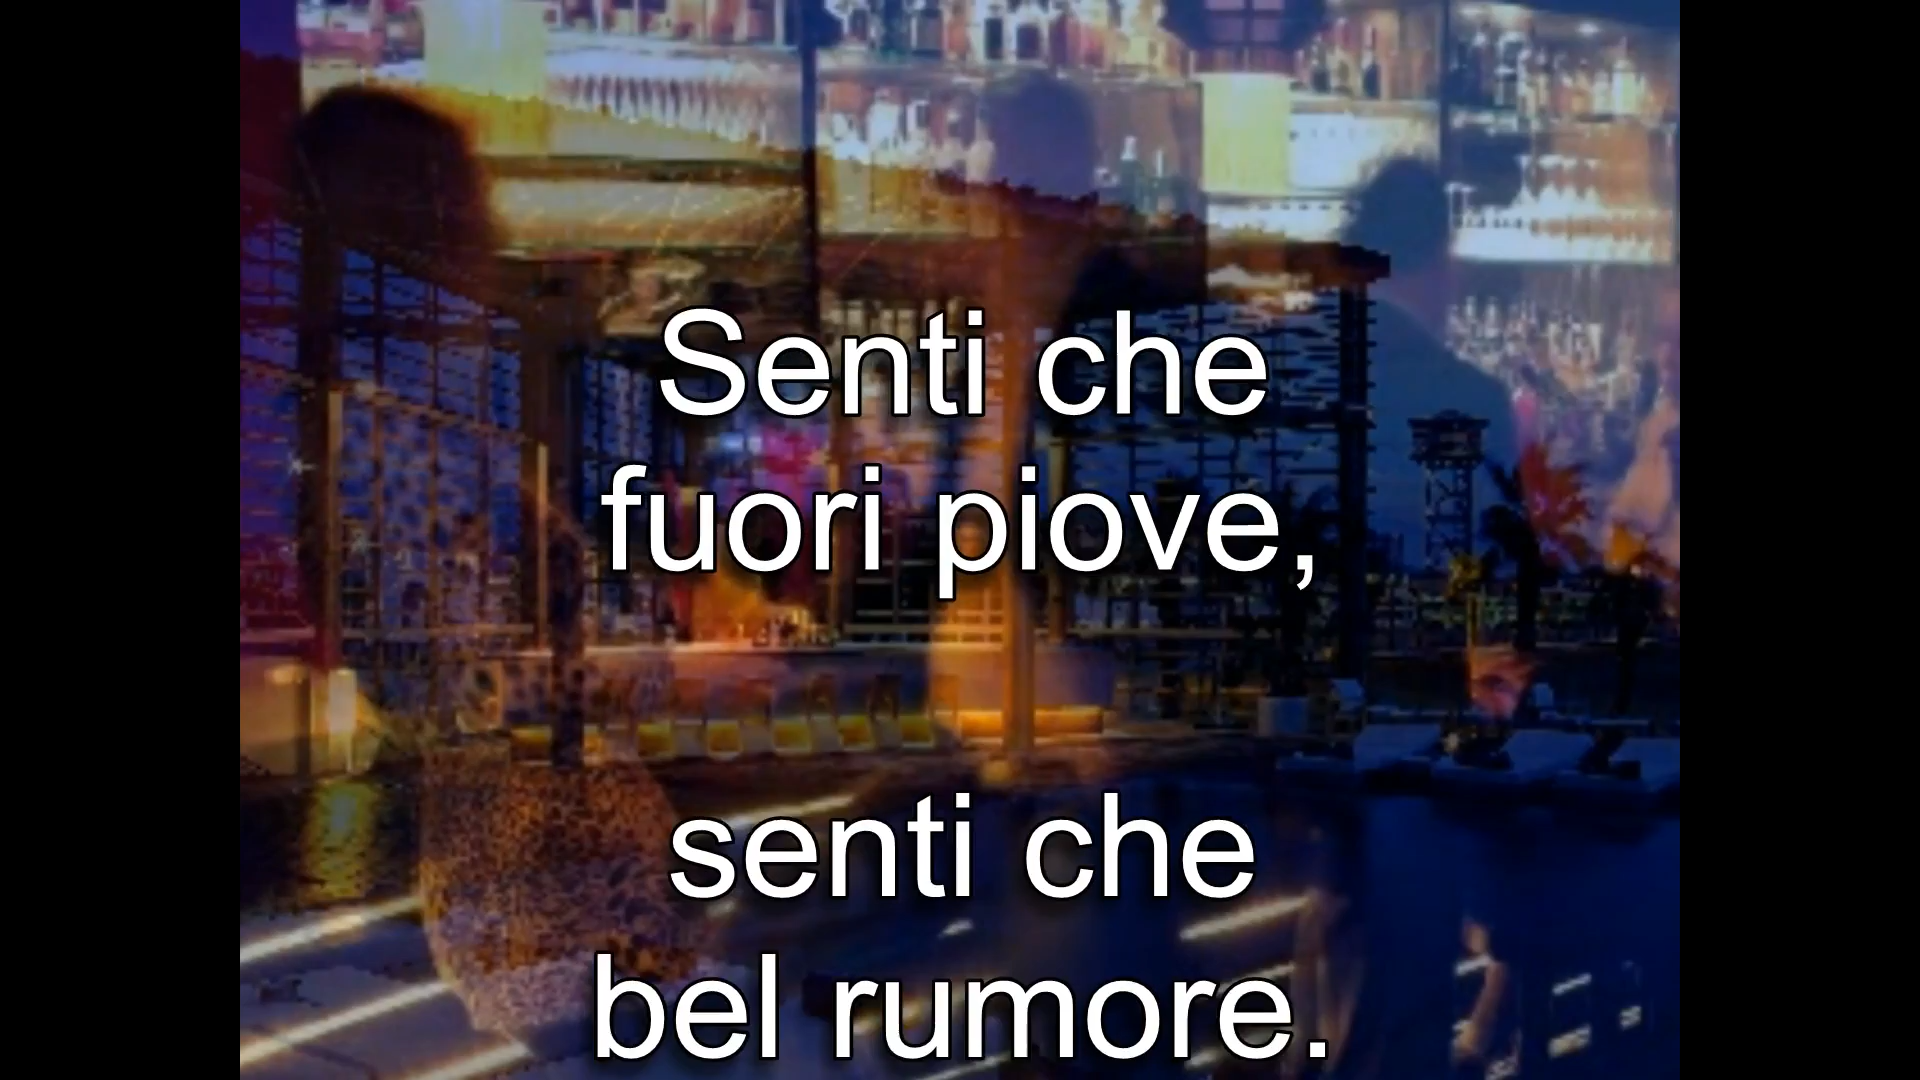 Senti che
fuori piove,
senti che
bel rumore.